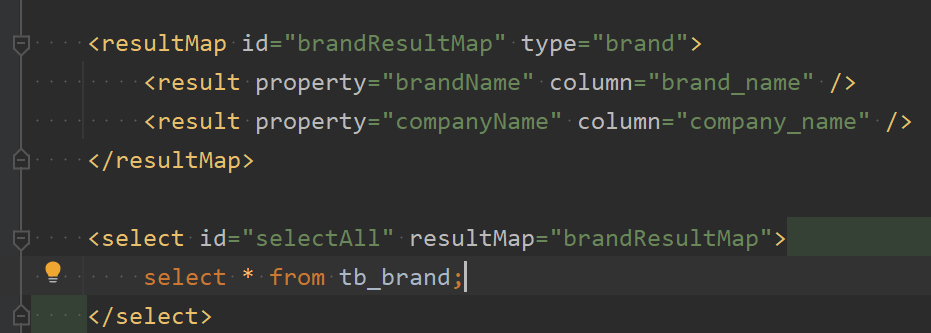 <resultMap id="brandResultMap" type="brand">
<result property="brandName" column="brand_name" />
<result property="companyName" column="company_name" />
</resultMap>
<select id="selectAll" resultMap="brandResultMap">
select * from tb_brand;
</select>